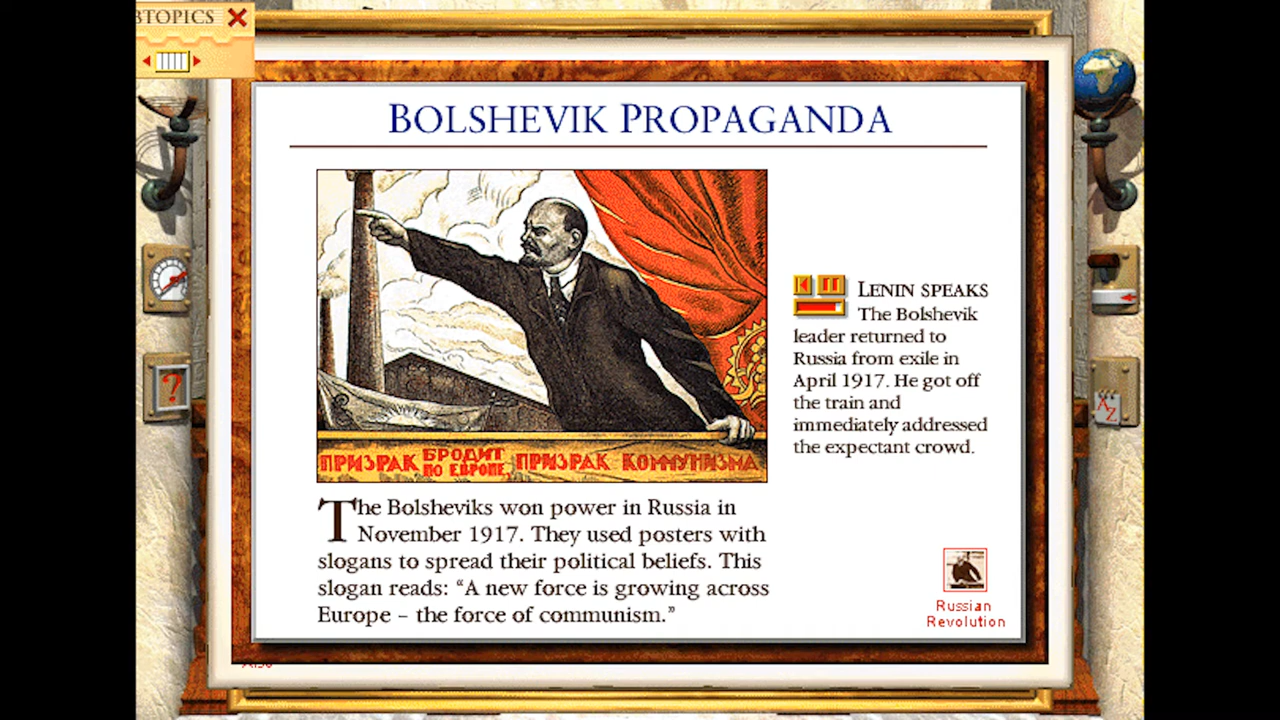 BTOPICS
BOLSHEVIK PROPAGANDA
ПРИЗРАК БРОДИТ ПО ЕВРОПЕ, ПРИЗРАК КОММУНИЗМА
LENIN SPEAKS
The Bolshevik
leader returned to
Russia from exile in
April 1917. He got off
the train and
immediately addressed
the expectant crowd.
The Bolsheviks won power in Russia in
November 1917. They used posters with
slogans to spread their political beliefs. This
slogan reads: “A new force is growing across
Europe – the force of communism.”
Russian
Revolution
?
AZ